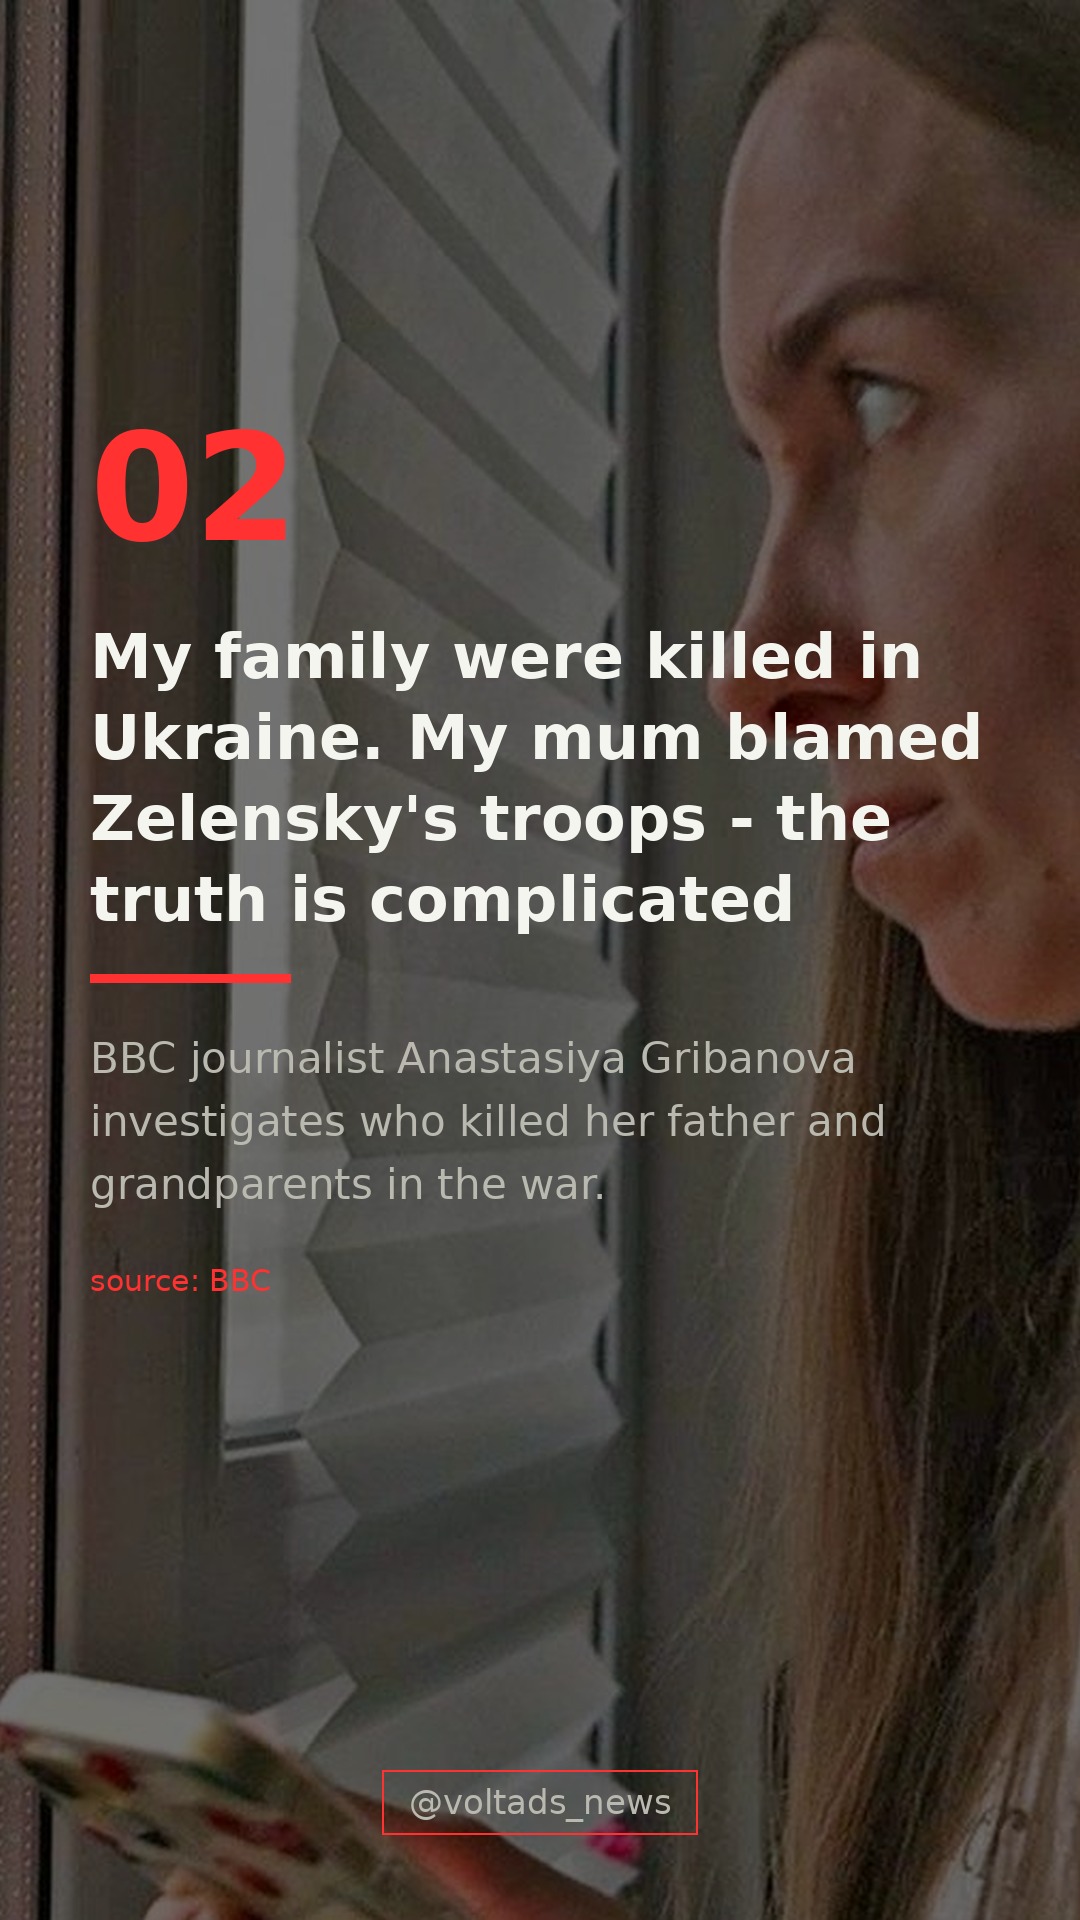 02
My family were killed in
Ukraine. My mum blamed
Zelensky's troops - the
truth is complicated
BBC journalist Anastasiya Gribanova
investigates who killed her father and
grandparents in the war.
source: BBC
@voltads_news